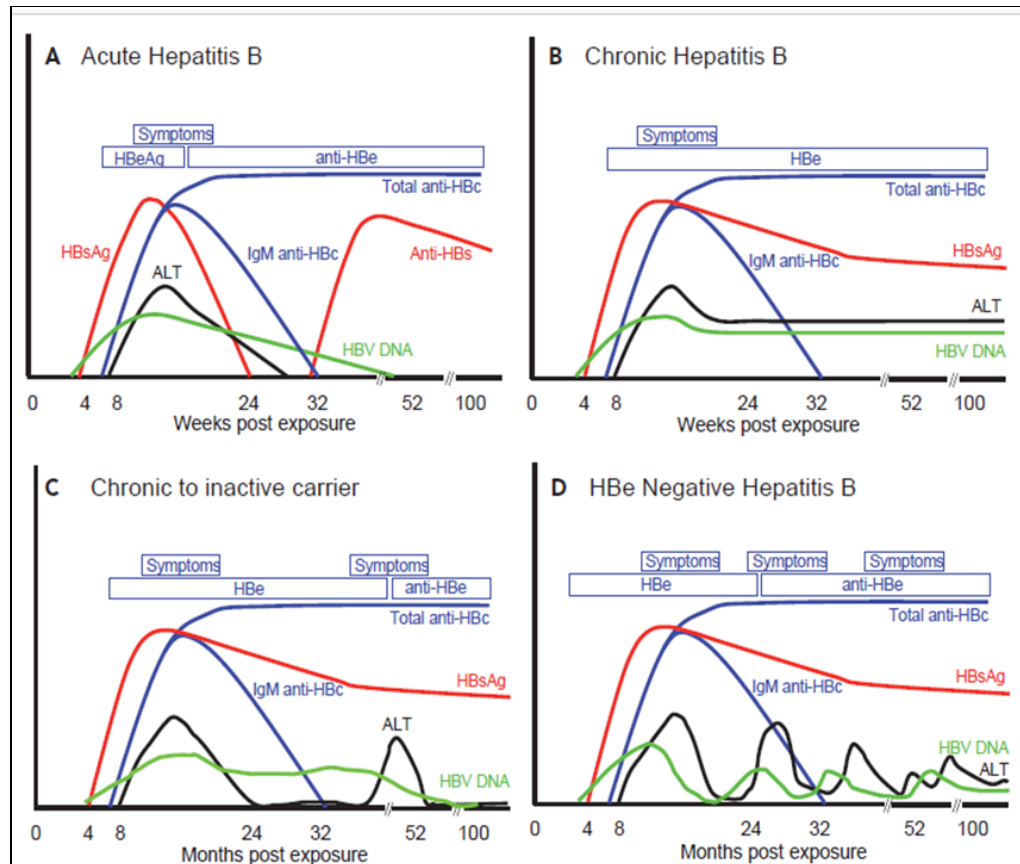 A Acute Hepatitis B
Symptoms
HBeAg
anti-HBe
Total anti-HBc
HBsAg
IgM anti-HBc
Anti-HBs
ALT
HBV DNA
0 4 8 24 32 52 100
Weeks post exposure
B Chronic Hepatitis B
Symptoms
HBe
Total anti-HBc
HBsAg
IgM anti-HBc
ALT
HBV DNA
0 4 8 24 32 52 100
Weeks post exposure
C Chronic to inactive carrier
Symptoms Symptoms
HBe anti-HBe
Total anti-HBc
HBsAg
IgM anti-HBc
ALT
HBV DNA
0 4 8 24 32 52 100
Months post exposure
D HBe Negative Hepatitis B
Symptoms Symptoms Symptoms
HBe anti-HBe
Total anti-HBc
IgM anti-HBc HBsAg
HBV DNA
ALT
0 4 8 24 32 52 100
Months post exposure